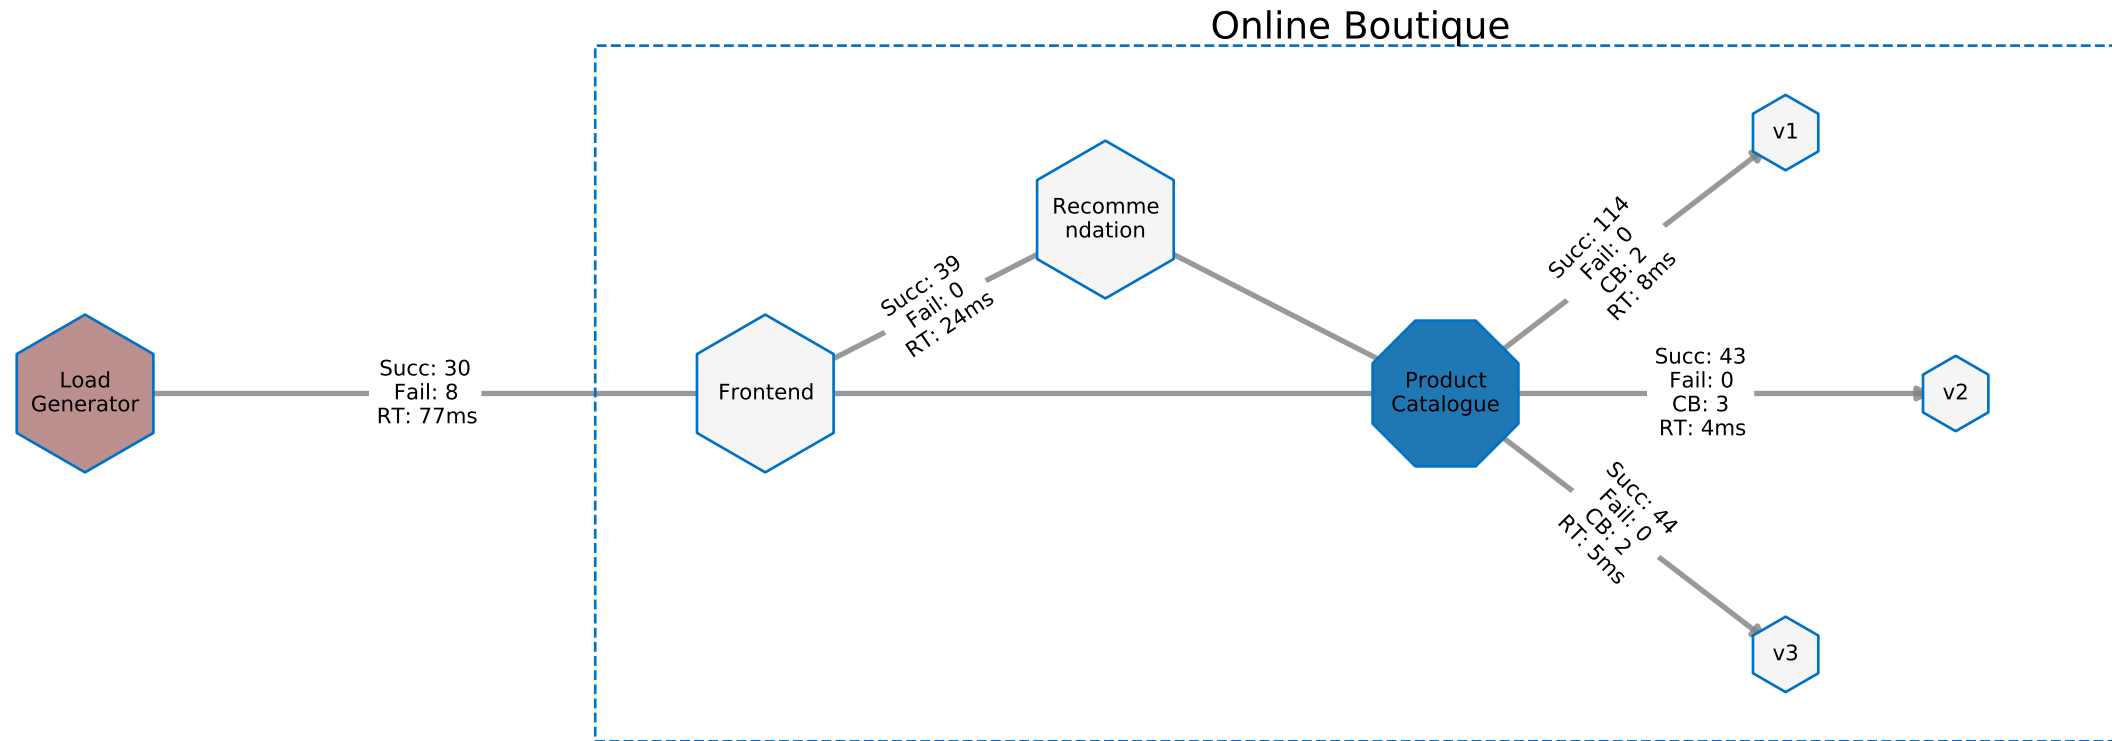 Online Boutique
v1
Recomme
ndation
Succ: 114
Fail: 0
CB: 2
RT: 8ms
Succ: 39
Fail: 0
RT: 24ms
Load
Generator
Succ: 30
Fail: 8
RT: 77ms
Frontend
Product
Catalogue
Succ: 43
Fail: 0
CB: 3
RT: 4ms
v2
Succ: 44
Fail: 0
CB: 2
RT: 5ms
v3